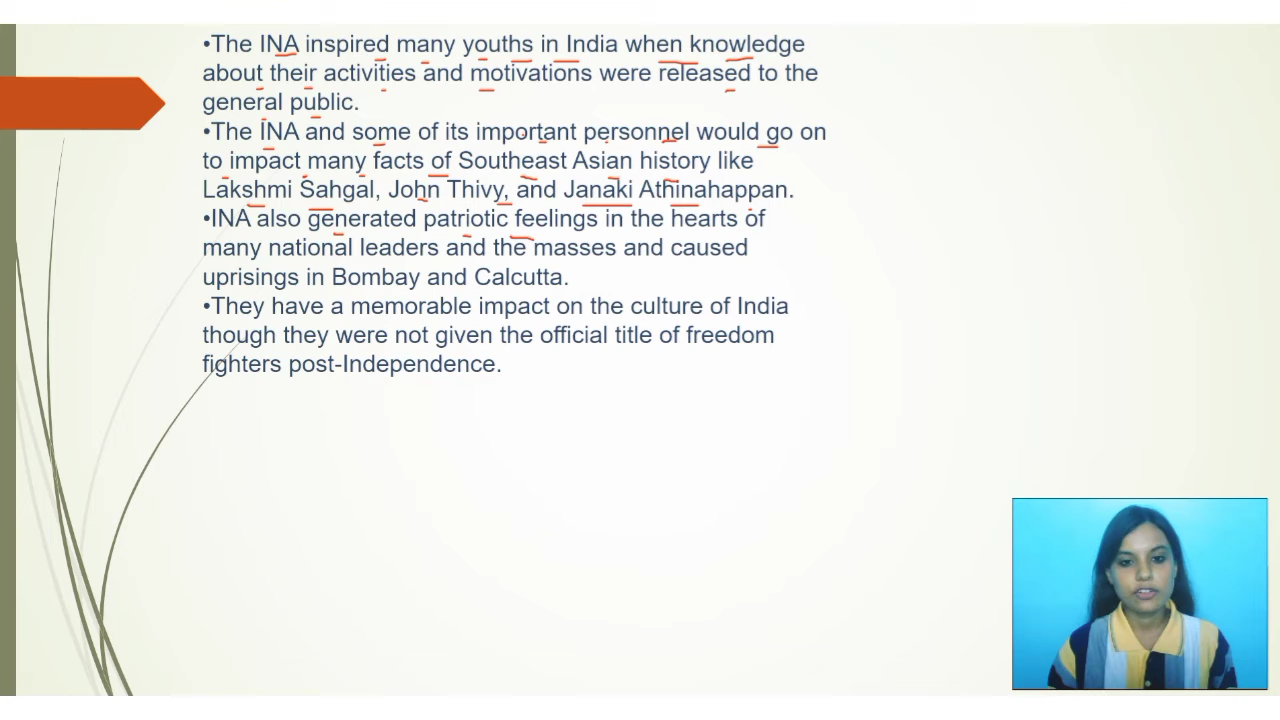 •The INA inspired many youths in India when knowledge
about their activities and motivations were released to the
general public.
•The INA and some of its important personnel would go on
to impact many facts of Southeast Asian history like
Lakshmi Sahgal, John Thivy, and Janaki Athinahappan.
•INA also generated patriotic feelings in the hearts of
many national leaders and the masses and caused
uprisings in Bombay and Calcutta.
•They have a memorable impact on the culture of India
though they were not given the official title of freedom
fighters post-Independence.